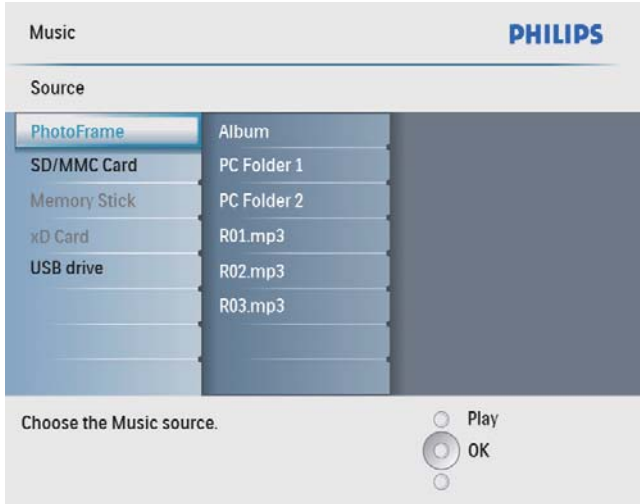 Music
PHILIPS
Source
PhotoFrame
SD/MMC Card
Memory Stick
xD Card
USB drive
Album
PC Folder 1
PC Folder 2
R01.mp3
R02.mp3
R03.mp3
Choose the Music source.
Play
OK